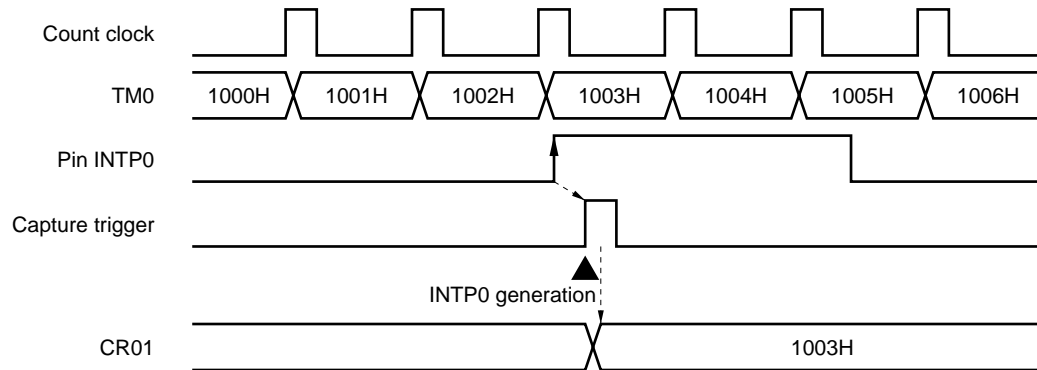 Count clock
TM0 1000H 1001H 1002H 1003H 1004H 1005H 1006H
Pin INTP0
Capture trigger
INTP0 generation
CR01 1003H